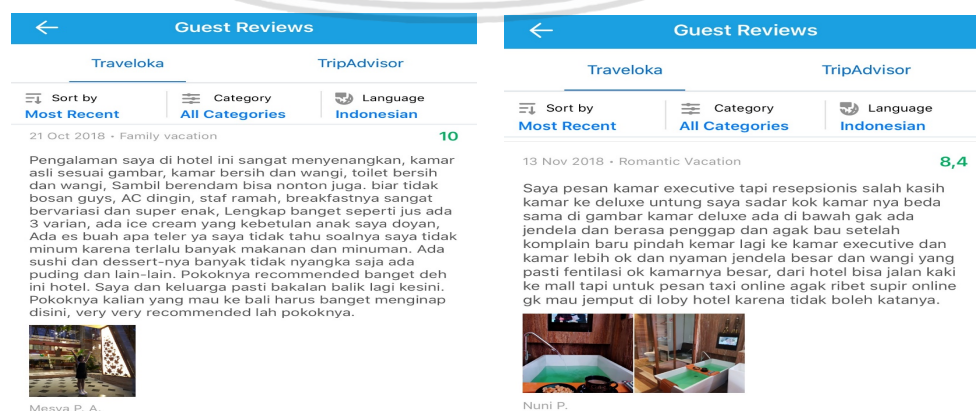 Guest Reviews
Traveloka
TripAdvisor
Sort by
Most Recent
Category
All Categories
Language
Indonesian
21 Oct 2018 • Family vacation
10
Pengalaman saya di hotel ini sangat menyenangkan, kamar
asli sesuai gambar, kamar bersih dan wangi, toilet bersih
dan wangi, Sambil berendam bisa nonton juga. biar tidak
bosan guys, AC dingin, staf ramah, breakfastnya sangat
bervariasi dan super enak, Lengkap banget seperti jus ada
3 varian, ada ice cream yang kebetulan anak saya doyan,
Ada es buah apa teler ya saya tidak tahu soalnya saya tidak
minum karena terlalu banyak makanan dan minuman. Ada
sushi dan dessert-nya banyak tidak nyangka saja ada
puding dan lain-lain. Pokoknya recommended banget deh
ini hotel. Saya dan keluarga pasti bakalan balik lagi kesini.
Pokoknya kalian yang mau ke bali harus banget menginap
disini, very very recommended lah pokoknya.
Mesya P. A.
Guest Reviews
Traveloka
TripAdvisor
Sort by
Most Recent
Category
All Categories
Language
Indonesian
13 Nov 2018 • Romantic Vacation
8,4
Saya pesan kamar executive tapi resepsionis salah kasih
kamar ke deluxe untung saya sadar kok kamar nya beda
sama di gambar kamar deluxe ada di bawah gak ada
jendela dan berasa penggap dan agak bau setelah
komplain baru pindah kemar lagi ke kamar executive dan
kamar lebih ok dan nyaman jendela besar dan wangi yang
pasti fentilasi ok kamarnya besar, dari hotel bisa jalan kaki
ke mall tapi untuk pesan taxi online agak ribet supir online
gk mau jemput di loby hotel karena tidak boleh katanya.
Nuni P.